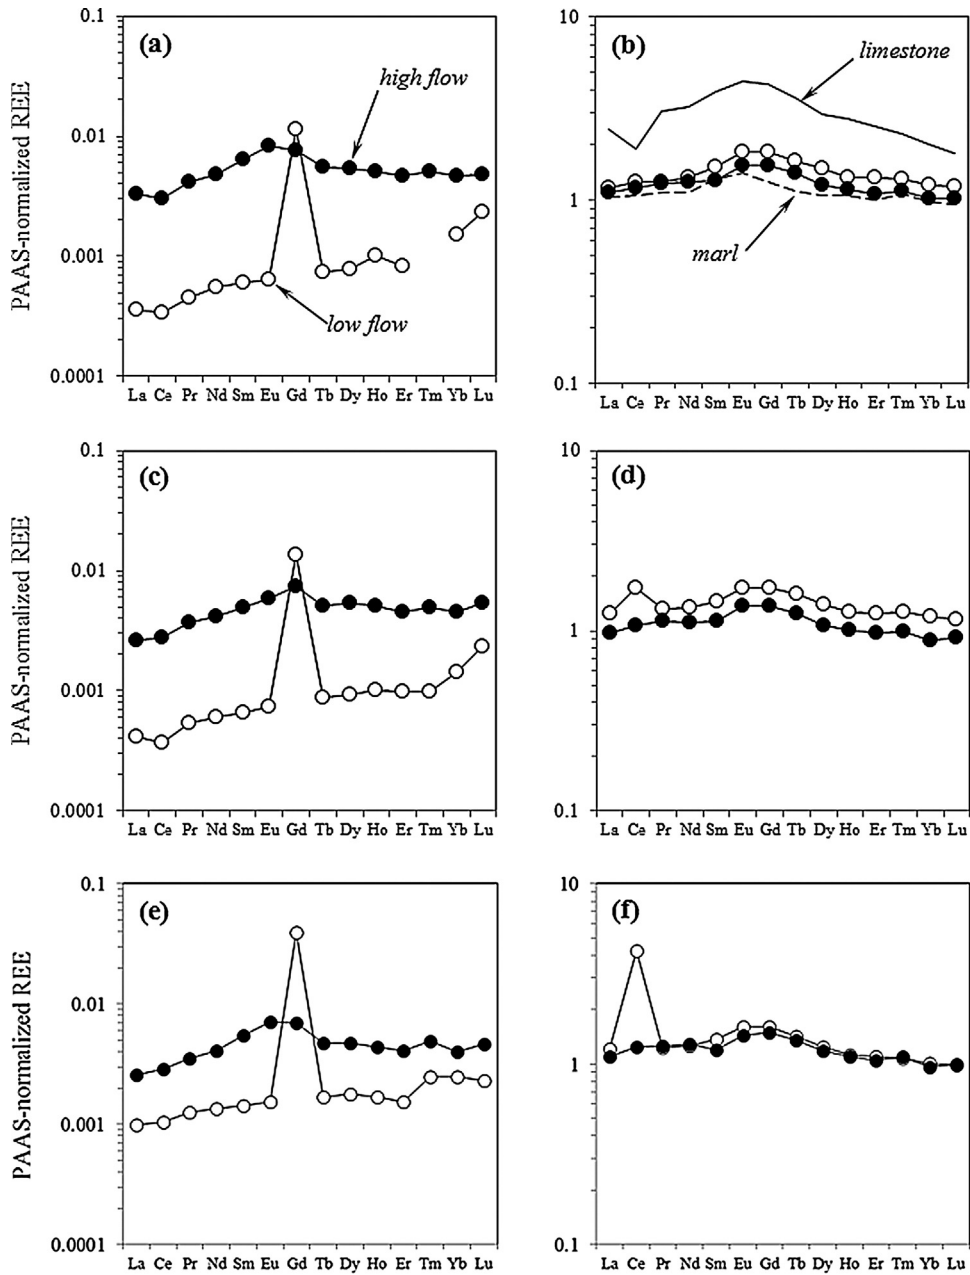 0.1
(a)
high flow
0.01
PAAS-normalized REE
0.001
low flow
0.0001
La Ce Pr Nd Sm Eu Gd Tb Dy Ho Er Tm Yb Lu
10
(b)
limestone
1
marl
0.1
La Ce Pr Nd Sm Eu Gd Tb Dy Ho Er Tm Yb Lu
0.1
(c)
0.01
PAAS-normalized REE
0.001
0.0001
La Ce Pr Nd Sm Eu Gd Tb Dy Ho Er Tm Yb Lu
10
(d)
1
0.1
La Ce Pr Nd Sm Eu Gd Tb Dy Ho Er Tm Yb Lu
0.1
(e)
0.01
PAAS-normalized REE
0.001
0.0001
La Ce Pr Nd Sm Eu Gd Tb Dy Ho Er Tm Yb Lu
10
(f)
1
0.1
La Ce Pr Nd Sm Eu Gd Tb Dy Ho Er Tm Yb Lu